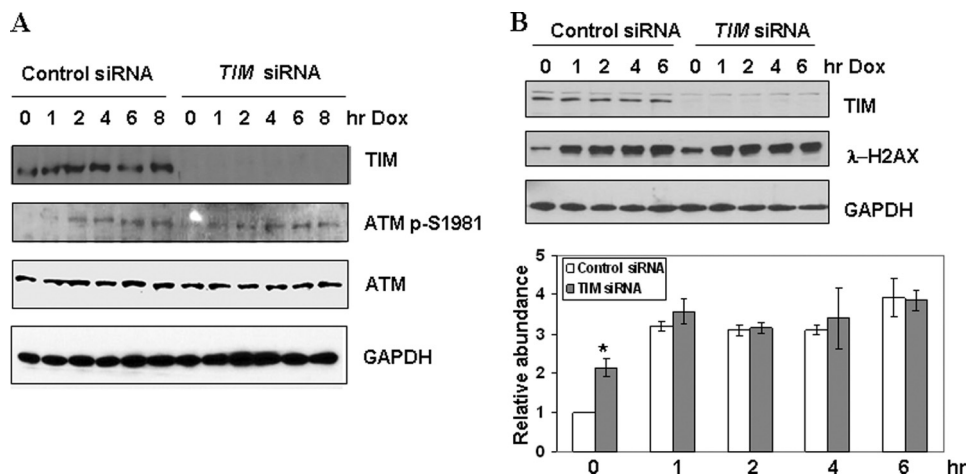 A
Control siRNA TIM siRNA
0 1 2 4 6 8 0 1 2 4 6 8 hr Dox
TIM
ATM p-S1981
ATM
GAPDH
B
Control siRNA TIM siRNA
0 1 2 4 6 0 1 2 4 6 hr Dox
TIM
λ-H2AX
GAPDH
5
4
3
2
1
0
Relative abundance
Control siRNA
TIM siRNA
*
0 1 2 4 6 hr